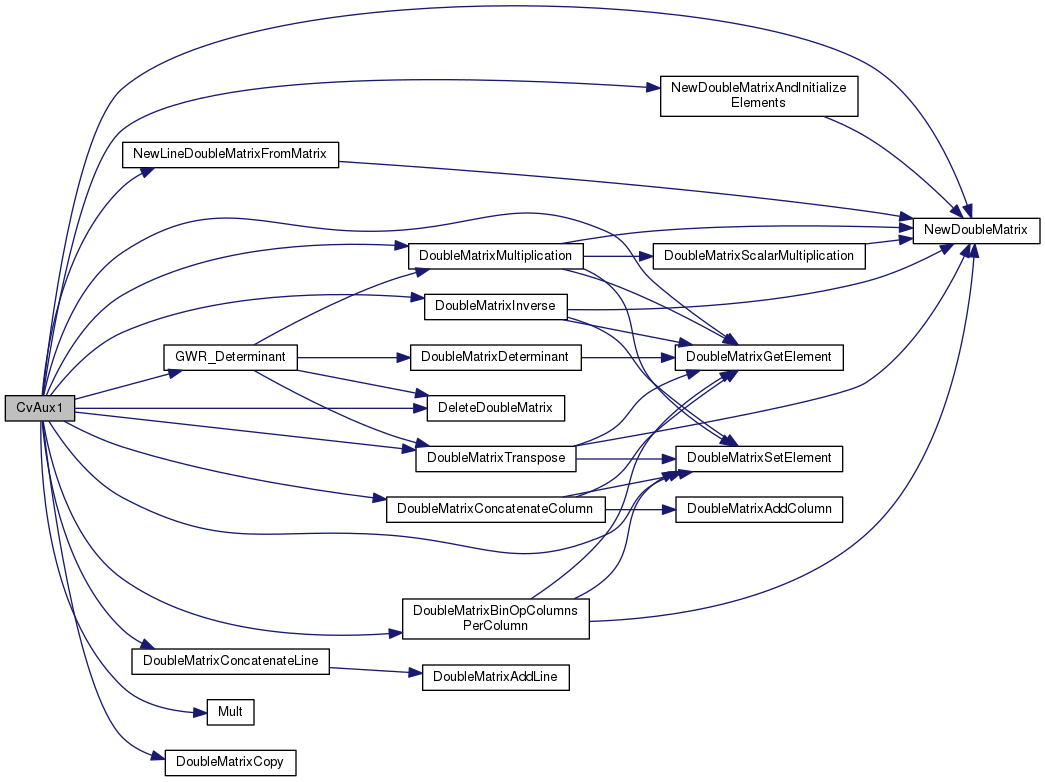 NewDoubleMatrixAndInitialize
Elements
NewLineDoubleMatrixFromMatrix
NewDoubleMatrix
DoubleMatrixMultiplication
DoubleMatrixScalarMultiplication
DoubleMatrixInverse
GWR_Determinant
DoubleMatrixDeterminant
DoubleMatrixGetElement
CvAux1
DeleteDoubleMatrix
DoubleMatrixTranspose
DoubleMatrixSetElement
DoubleMatrixConcatenateColumn
DoubleMatrixAddColumn
DoubleMatrixBinOpColumns
PerColumn
DoubleMatrixConcatenateLine
DoubleMatrixAddLine
Mult
DoubleMatrixCopy